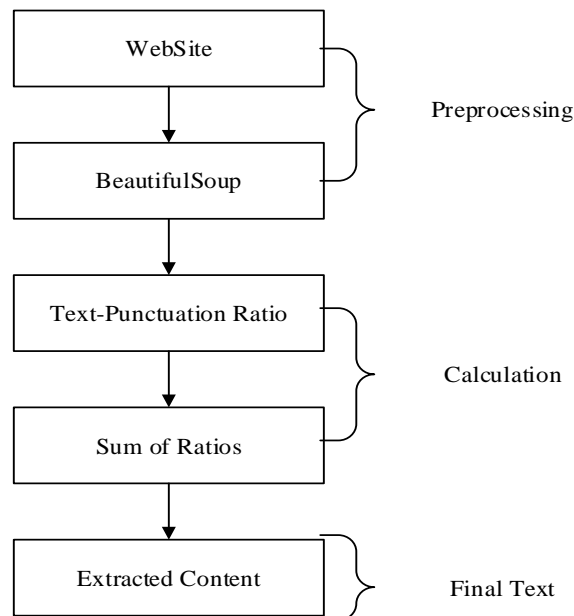 WebSite
Preprocessing
BeautifulSoup
Text-Punctuation Ratio
Calculation
Sum of Ratios
Extracted Content
Final Text